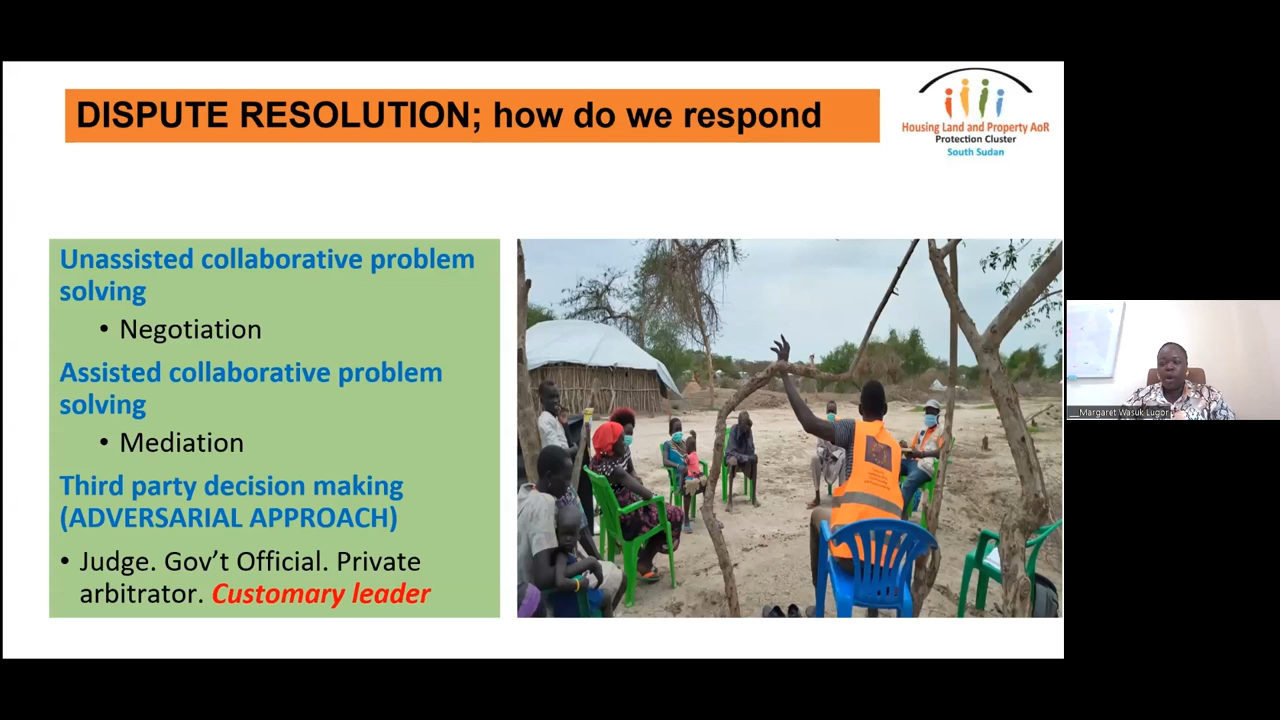 DISPUTE RESOLUTION; how do we respond
Housing Land and Property AoR
Protection Cluster
South Sudan
Unassisted collaborative problem
solving
• Negotiation
Assisted collaborative problem
solving
• Mediation
Third party decision making
(ADVERSARIAL APPROACH)
• Judge. Gov’t Official. Private
arbitrator. Customary leader
__Margaret Wasuk Lugor